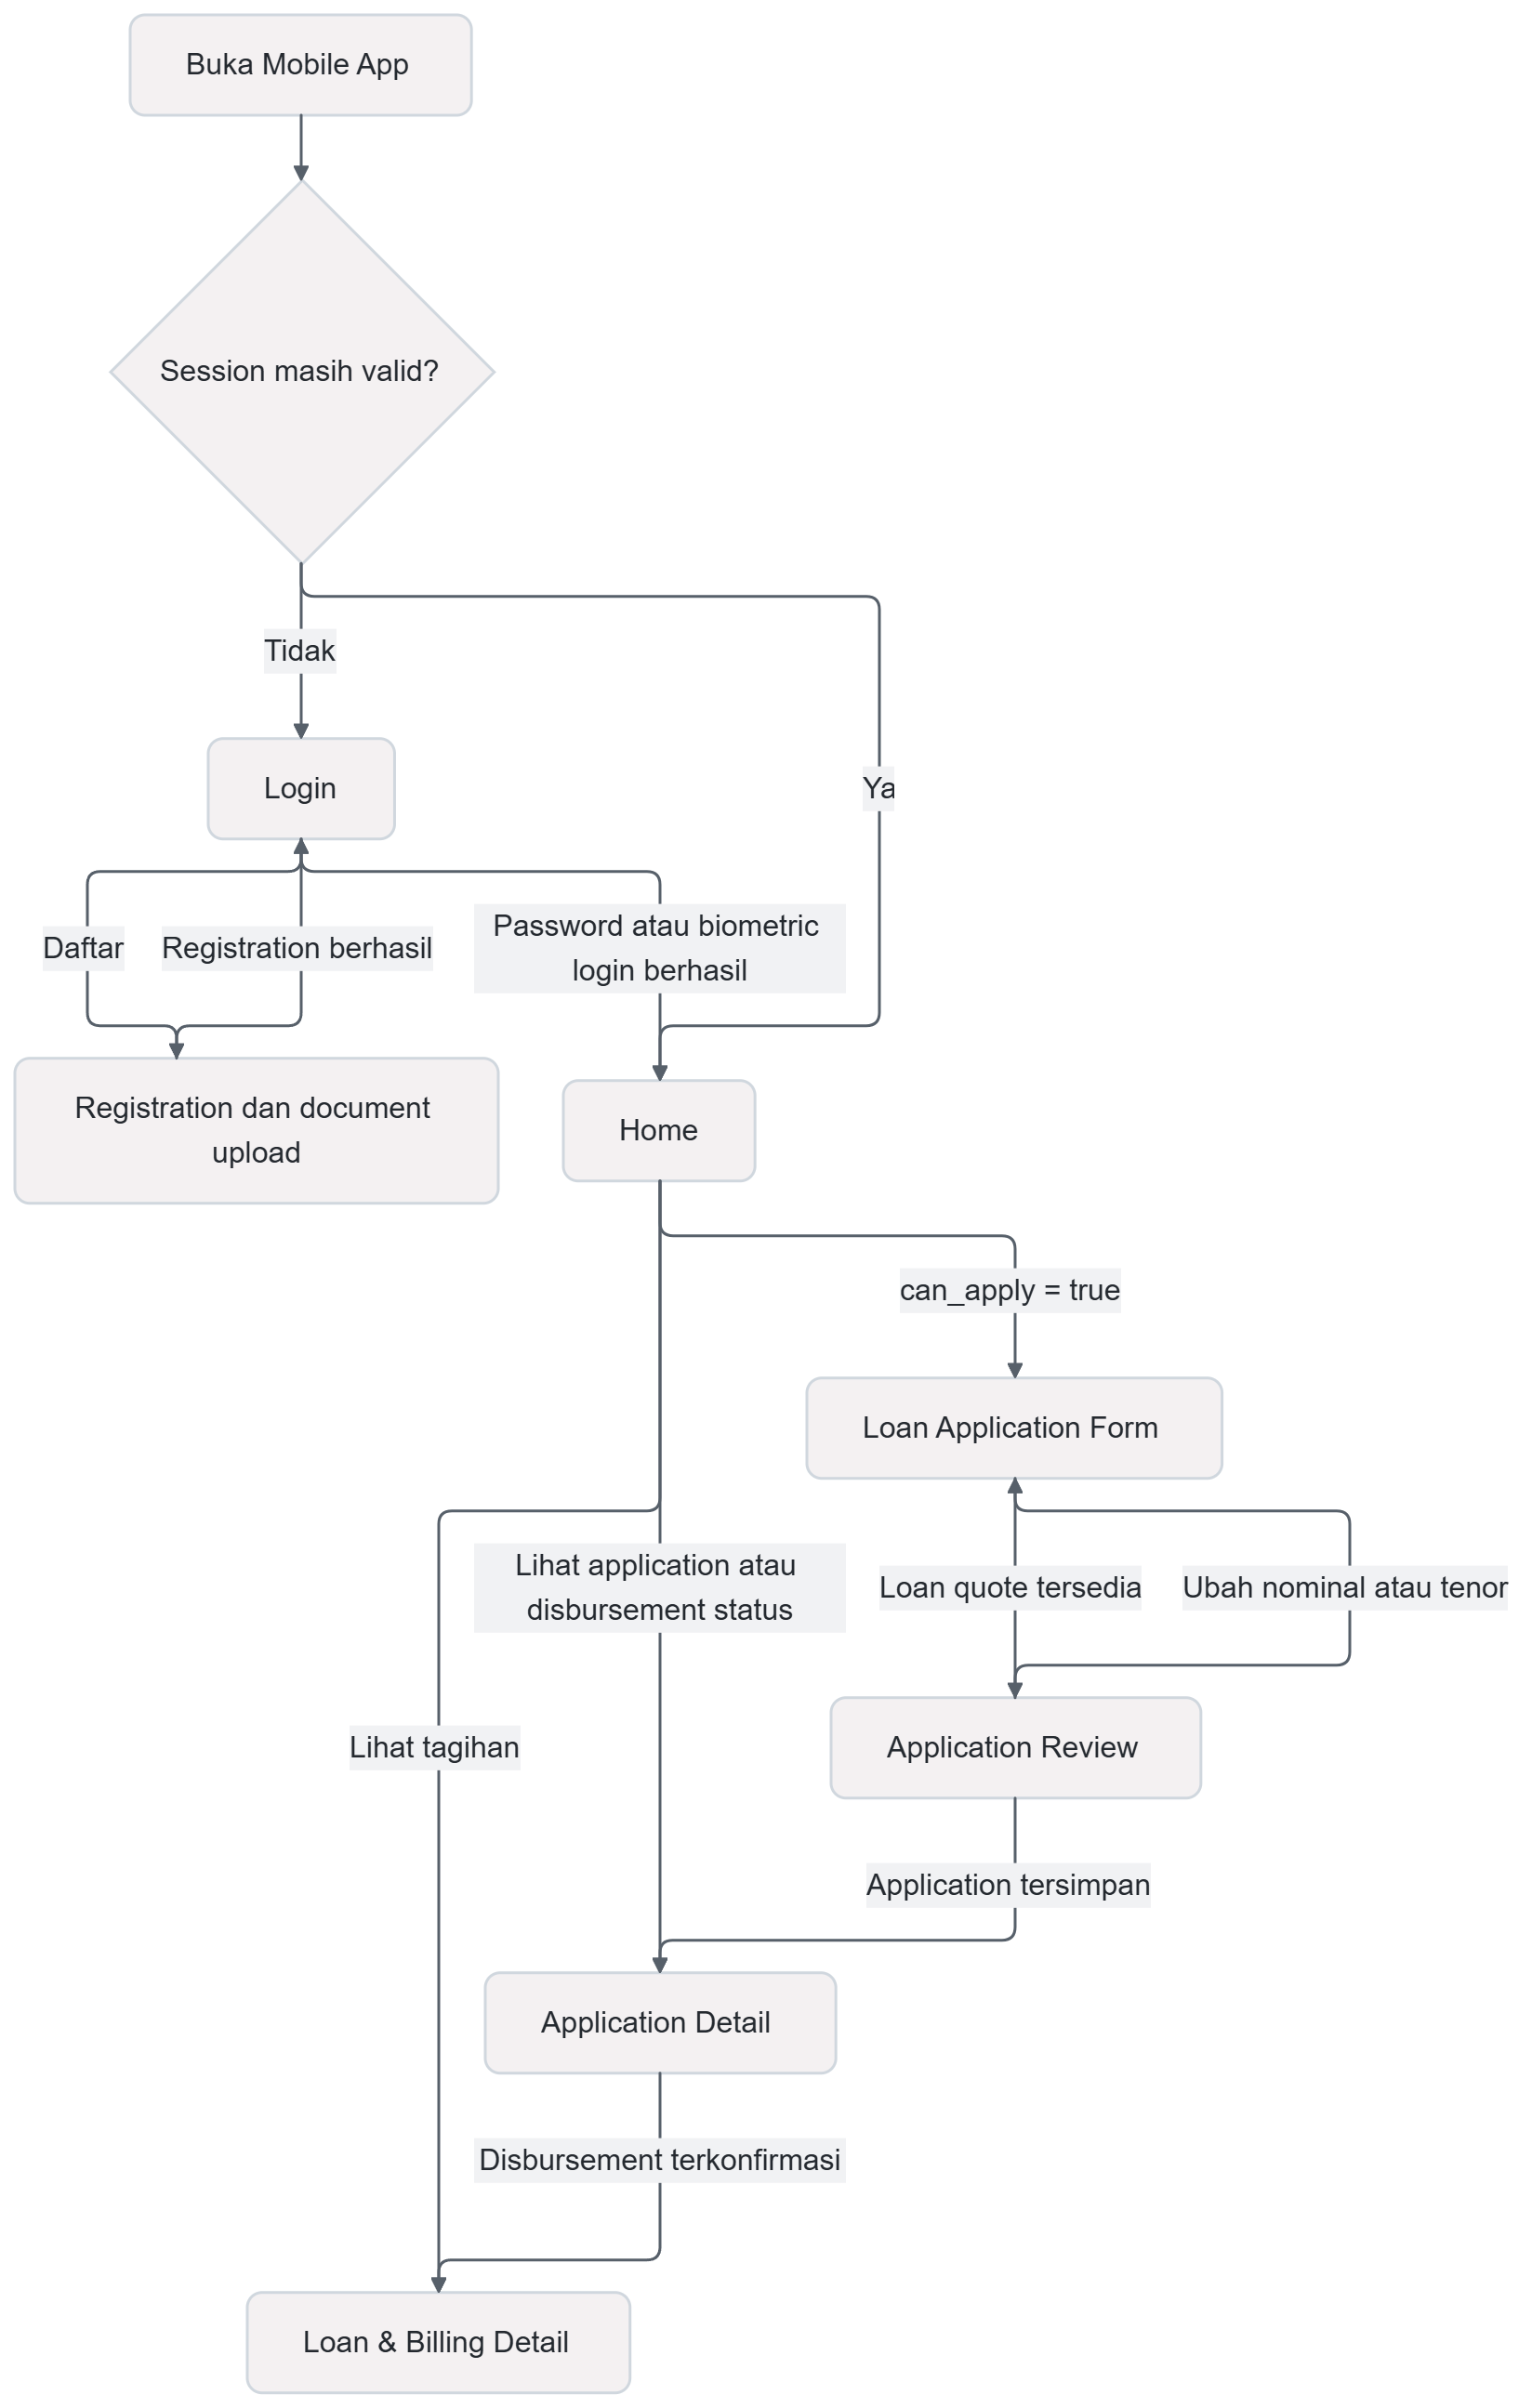 Buka Mobile App
Session masih valid?
Tidak
Ya
Login
Daftar
Registration berhasil
Password atau biometric
login berhasil
Registration dan document
upload
Home
can_apply = true
Loan Application Form
Lihat application atau
disbursement status
Loan quote tersedia
Ubah nominal atau tenor
Lihat tagihan
Application Review
Application tersimpan
Application Detail
Disbursement terkonfirmasi
Loan & Billing Detail